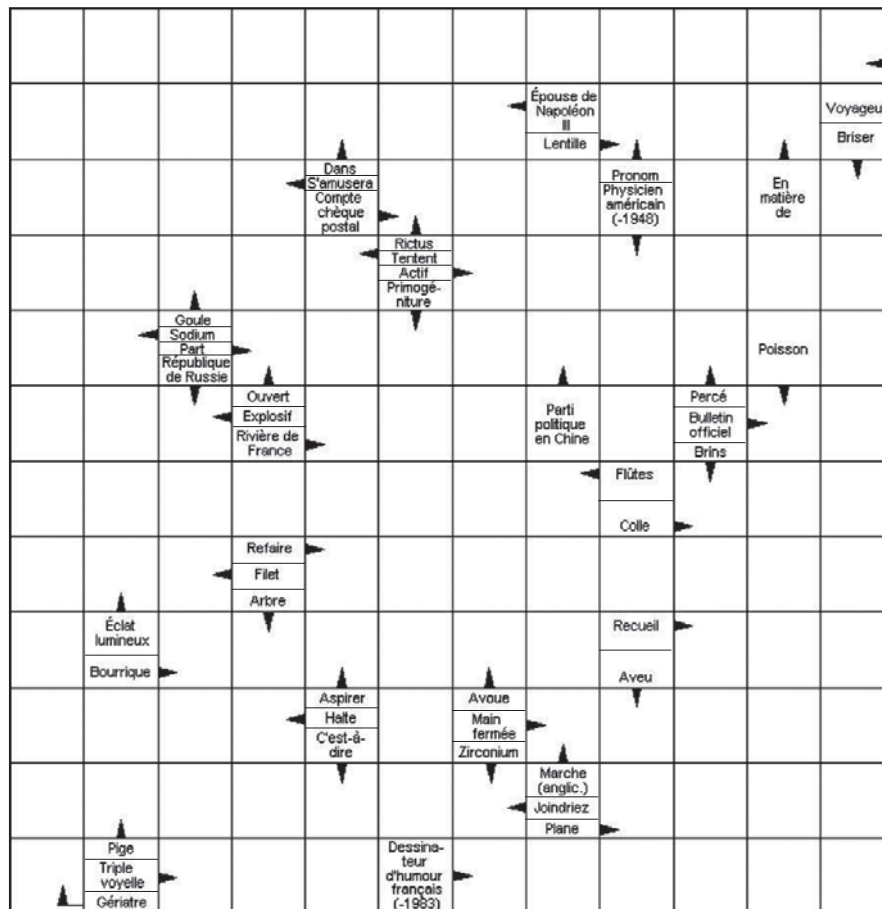 Épouse de
Napoléon
III
Lentille
Voyageu
Briser
Dans
S'amusera
Compte
chèque
postal
Pronom
Physicien
américain
(-1948)
En
matière
de
Rictus
Tentent
Actif
Primogé-
niture
Goule
Sodium
Part
République
de Russie
Poisson
Ouvert
Explosif
Rivière de
France
Parti
politique
en Chine
Percé
Bulletin
officiel
Brins
Flûtes
Colle
Refaire
Filet
Arbre
Éclat
lumineux
Bourrique
Recueil
Aveu
Aspirer
Halte
C'est-à-
dire
Avoue
Main
fermée
Zirconium
Marche
(anglic.)
Joindriez
Plane
Pige
Triple
voyelle
Gériatre
Dessina-
teur
d'humour
français
(-1983)